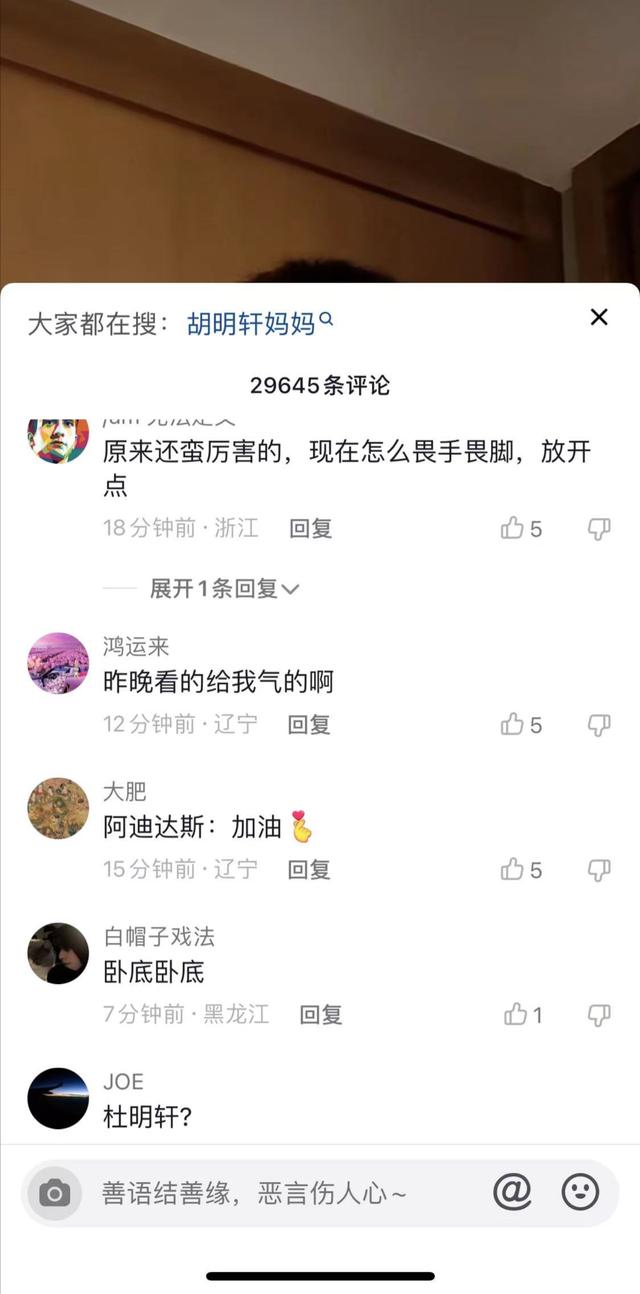 大家都在搜：胡明轩妈妈
29645条评论
原来还蛮厉害的，现在怎么畏手畏脚，放开
点
18分钟前·浙江 回复 5
展开1条回复
鸿运来
昨晚看的给我气的啊
12分钟前·辽宁 回复 5
大肥
阿迪达斯：加油
15分钟前·辽宁 回复 5
白帽子戏法
卧底卧底
7分钟前·黑龙江 回复 1
JOE
杜明轩?
善语结善缘，恶言伤人心~ @